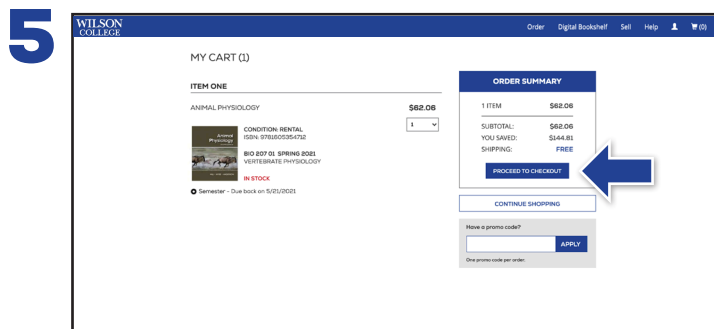 5
WILSON
COLLEGE
Order Digital Bookshelf Sell Help (0)
MY CART (1)
ITEM ONE
ANIMAL PHYSIOLOGY $62.06
1
Animal
Physiology
CONDITION: RENTAL
ISBN: 9781605354712
BIO 207 01 SPRING 2021
VERTEBRATE PHYSIOLOGY
IN STOCK
Semester - Due back on 5/21/2021
ORDER SUMMARY
1 ITEM $62.06
SUBTOTAL: $62.06
YOU SAVED: $144.81
SHIPPING: FREE
PROCEED TO CHECKOUT
CONTINUE SHOPPING
Have a promo code?
APPLY
One promo code per order.